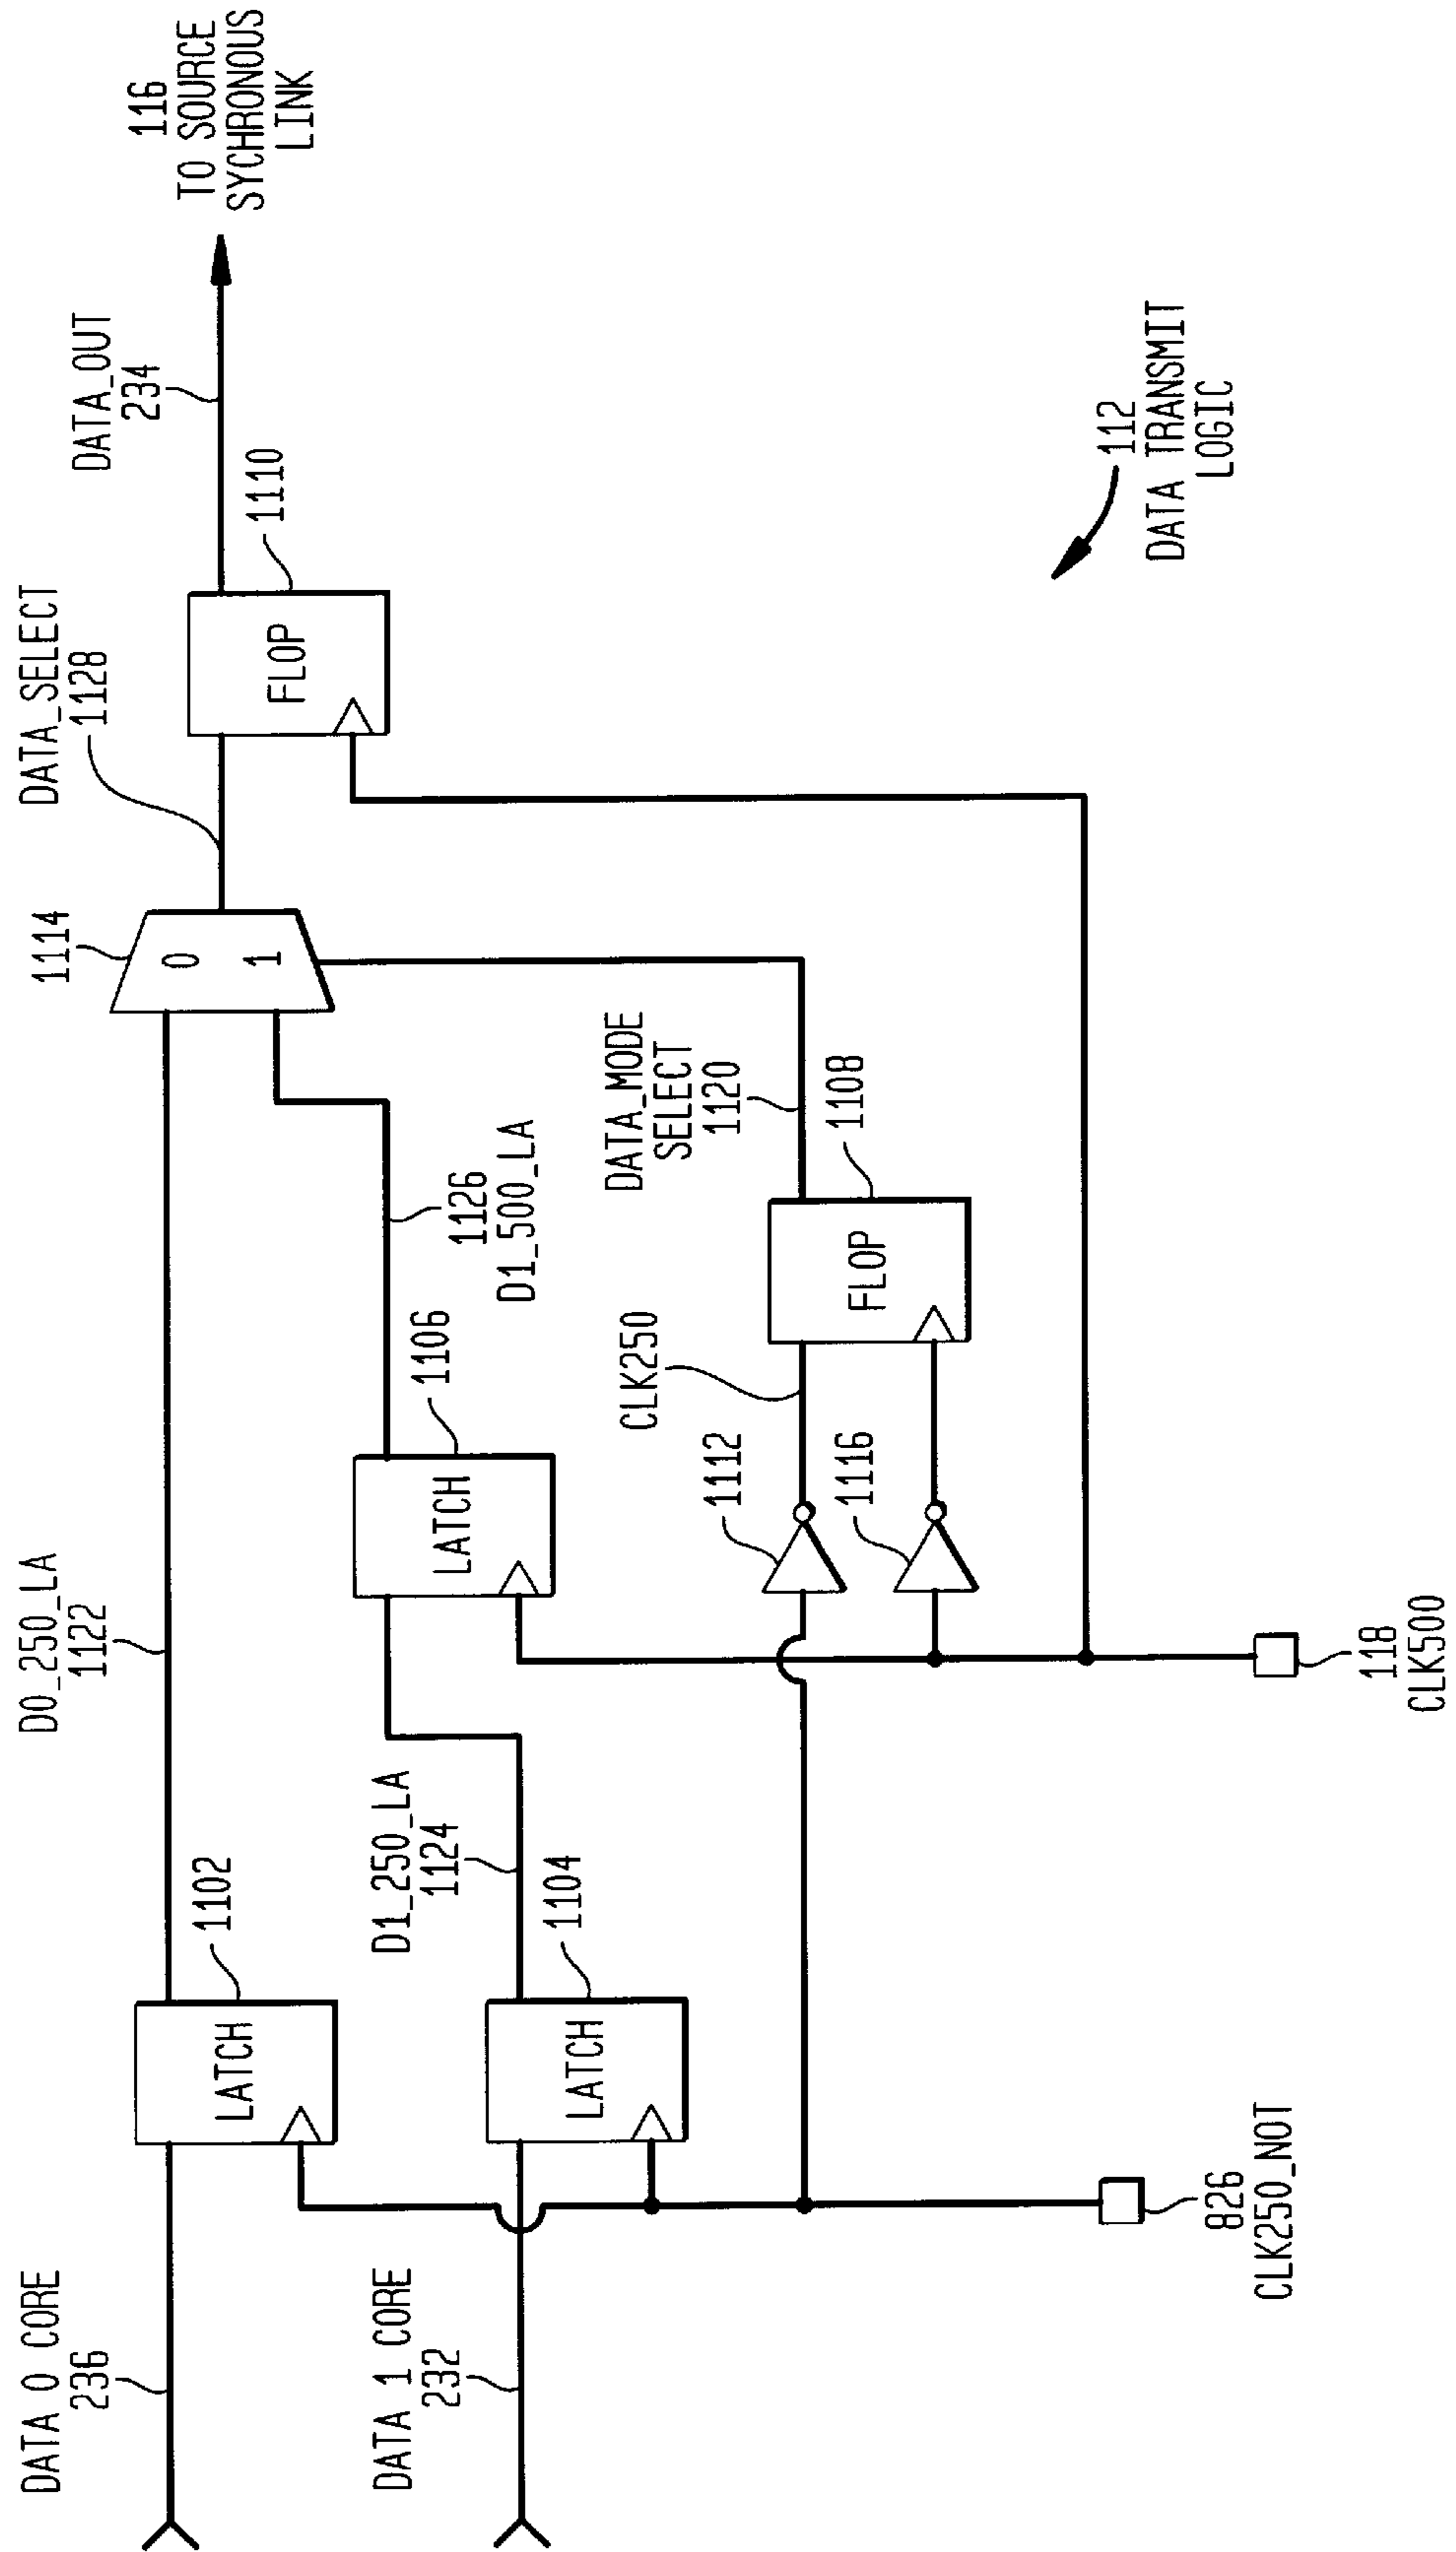 DATA 0 CORE
236
DATA 1 CORE
232
826
CLK250_NOT
LATCH
1102
LATCH
1104
D0_250_LA
1122
D1_250_LA
1124
LATCH
1106
1126
D1_500_LA
1112
1116
CLK250
FLOP
1108
DATA_MODE
SELECT
1120
118
CLK500
1114
0
1
DATA_SELECT
1128
FLOP
1110
DATA_OUT
234
116
TO SOURCE
SYCHRONOUS
LINK
112
DATA TRANSMIT
LOGIC